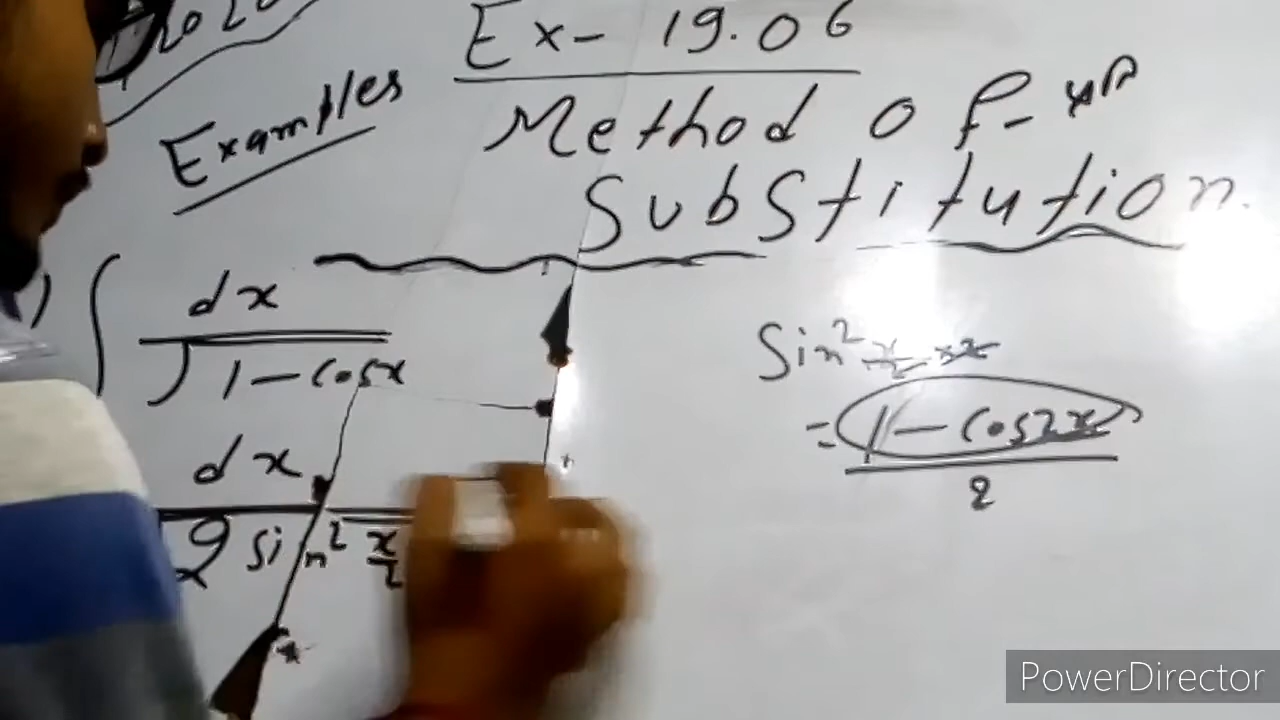 Ex- 19.06
Examples
Method of-
Substitution
∫ dx
√1-cosx
dx
2 sin² x/2
Sin²
= 1-cos2x
2
PowerDirector